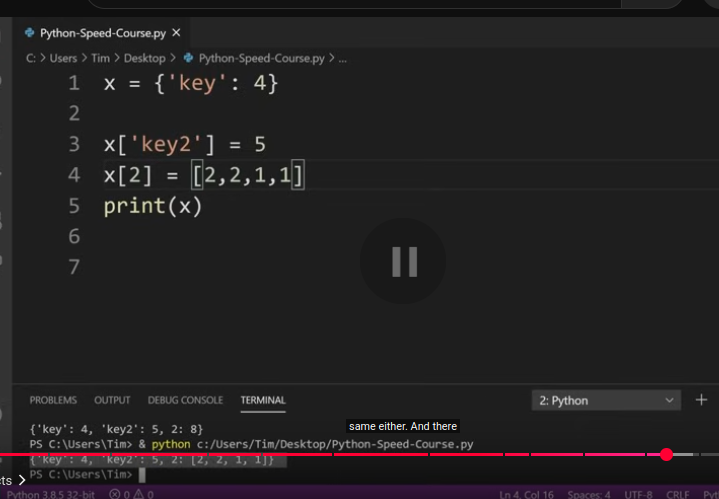 Python-Speed-Course.py ×
C: > Users > Tim > Desktop > Python-Speed-Course.py > ...
1 x = {'key': 4}
2
3 x['key2'] = 5
4 x[2] = [2,2,1,1]
5 print(x)
6
7
PROBLEMS OUTPUT DEBUG CONSOLE TERMINAL 2: Python
same either. And there
{'key': 4, 'key2': 5, 2: 8}
PS C:\Users\Tim> & python c:/Users/Tim/Desktop/Python-Speed-Course.py
{'key': 4, 'key2': 5, 2: [2, 2, 1, 1]}
PS C:\Users\Tim>
Python 3.8.5 32-bit 0 0 Ln 4, Col 16 Spaces: 4 UTF-8 CRLF